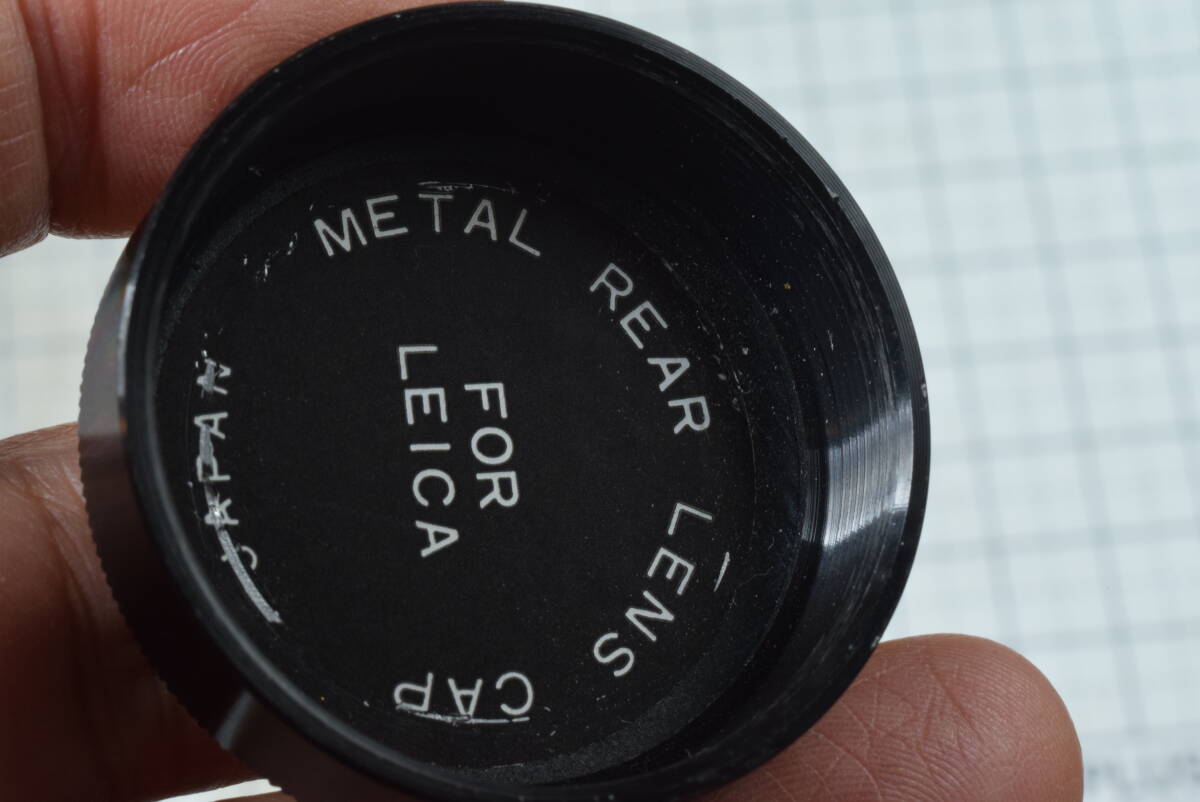 METAL REAR LENS CAP
FOR
LEICA
JAPAN